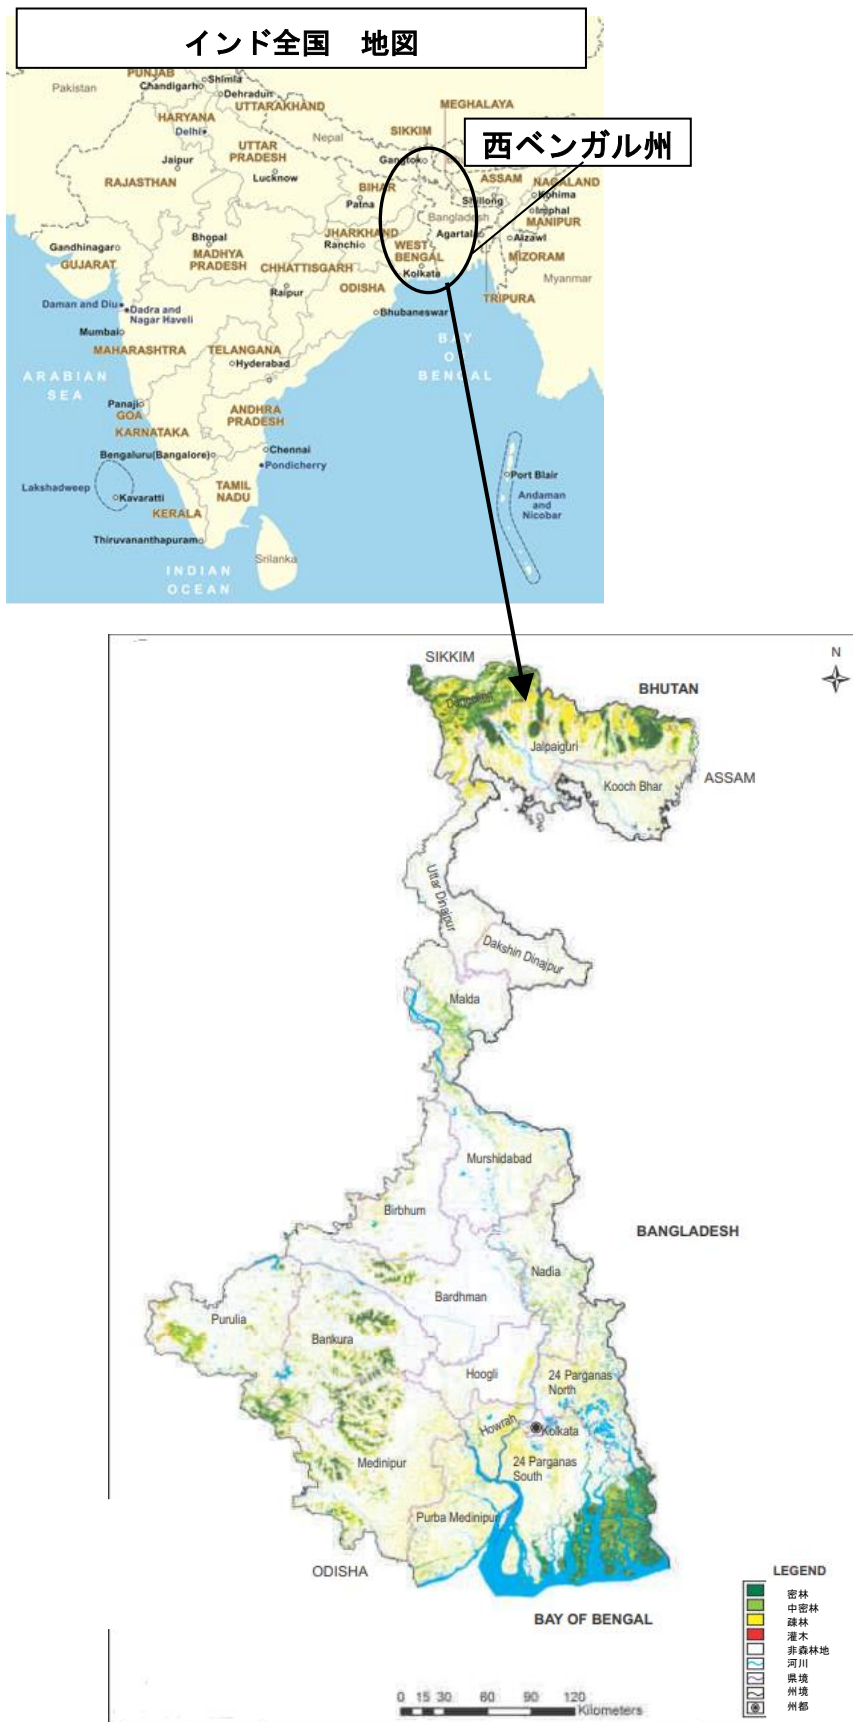 インド全国　地図
PUNJAB
Shimla
Pakistan
Chandigarh
Dehradun
UTTARAKHAND
MEGHALAYA
HARYANA
Delhi
SIKKIM
西ベンガル州
Nepal
UTTAR
PRADESH
Gangtok
Jaipur
Lucknow
RAJASTHAN
BIHAR
ASSAM
NAGALAND
Kohima
Patna
Shillong
Imphal
Bangladesh
MANIPUR
JHARKHAND
Agartala
Aizawl
Ranchi
WEST
BENGAL
MIZORAM
Gandhinagar
Bhopal
MADHYA
PRADESH
GUJARAT
CHHATTISGARH
Kolkata
Myanmar
Raipur
ODISHA
TRIPURA
Daman and Diu
Dadra and
Nagar Haveli
Bhubaneswar
Mumbai
BAY
O
BENGAL
MAHARASHTRA
TELANGANA
Hyderabad
ARABIAN
SEA
Panaji
GOA
ANDHRA
PRADESH
KARNATAKA
Bengaluru(Bangalore)
Chennai
Pondicherry
Port Blair
Lakshadweep
Kavaratti
TAMIL
NADU
Andaman
and
Nicobar
KERALA
Thiruvananthapuram
Srilanka
INDIAN
OCEAN
SIKKIM
N
BHUTAN
Jalpaiguri
ASSAM
Kooch Bhar
Uttar Dinajpur
Dakshin Dinajpur
Malda
Murshidabad
Birbhum
BANGLADESH
Nadia
Bardhman
Purulia
Bankura
Hoogli
24 Parganas
North
Howrah
Kolkata
Medinipur
24 Parganas
South
Purba Medinipur
ODISHA
BAY OF BENGAL
LEGEND
密林
中密林
疎林
灌木
非森林地
河川
県境
州境
州都
0 15 30 60 90 120
Kilometers